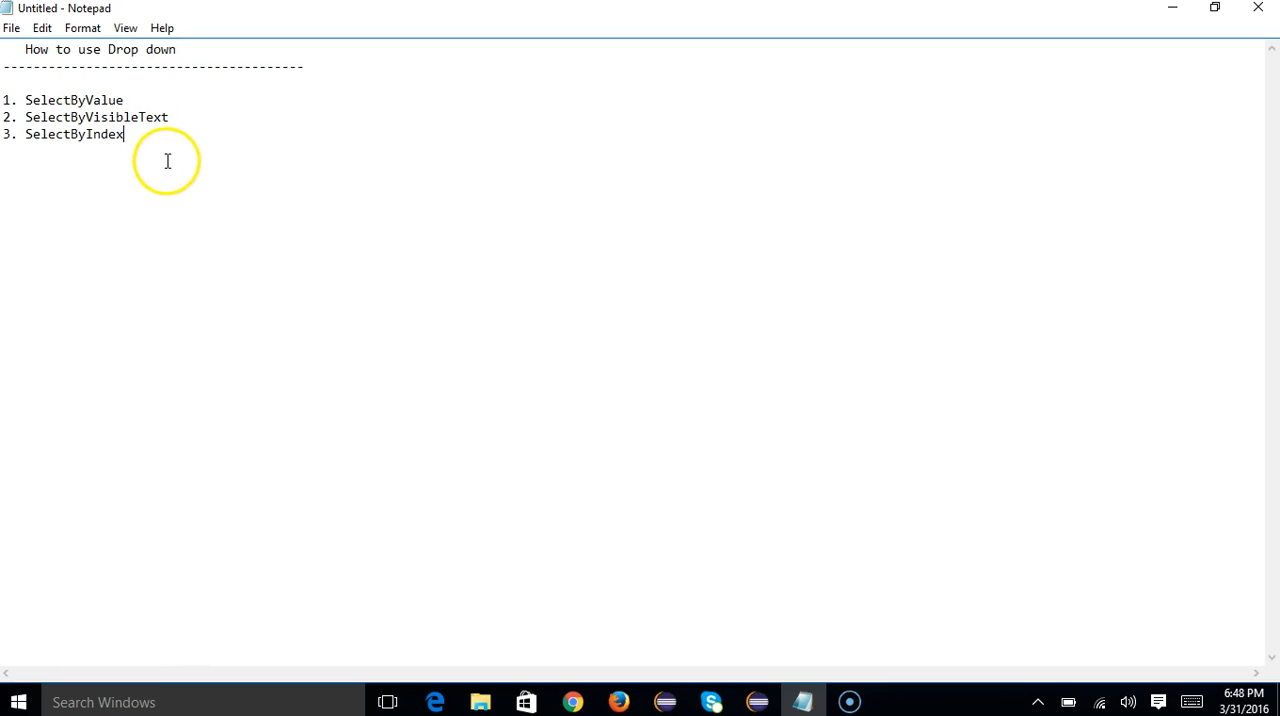 Untitled - Notepad
File Edit Format View Help
How to use Drop down
----------------------------------------
1. SelectByValue
2. SelectByVisibleText
3. SelectByIndex
Search Windows
6:48 PM
3/31/2016